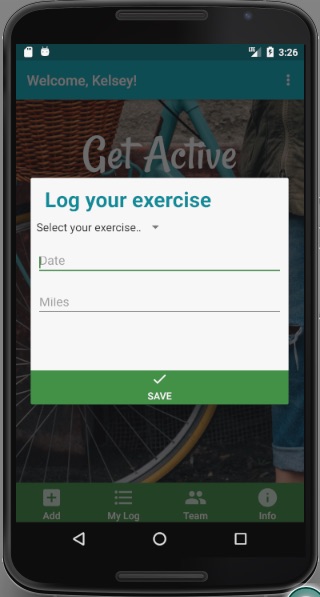 3:26
Welcome, Kelsey!
Get Active
Log your exercise
Select your exercise..
Date
Miles
SAVE
Add My Log Team Info